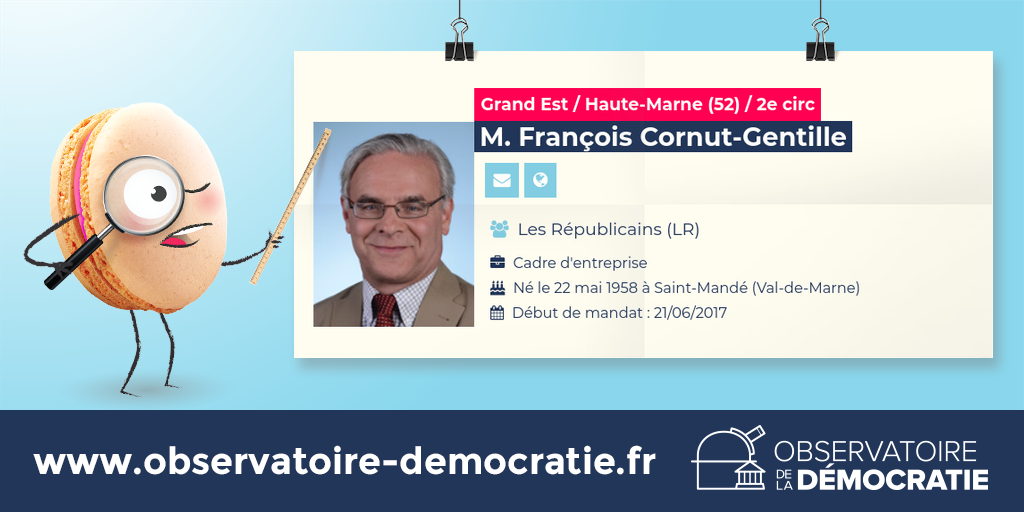 Grand Est / Haute-Marne (52) / 2e circ
M. François Cornut-Gentille
Les Républicains (LR)
Cadre d'entreprise
Né le 22 mai 1958 à Saint-Mandé (Val-de-Marne)
Début de mandat : 21/06/2017
www.observatoire-democratie.fr
OBSERVATOIRE
DE LA DÉMOCRATIE